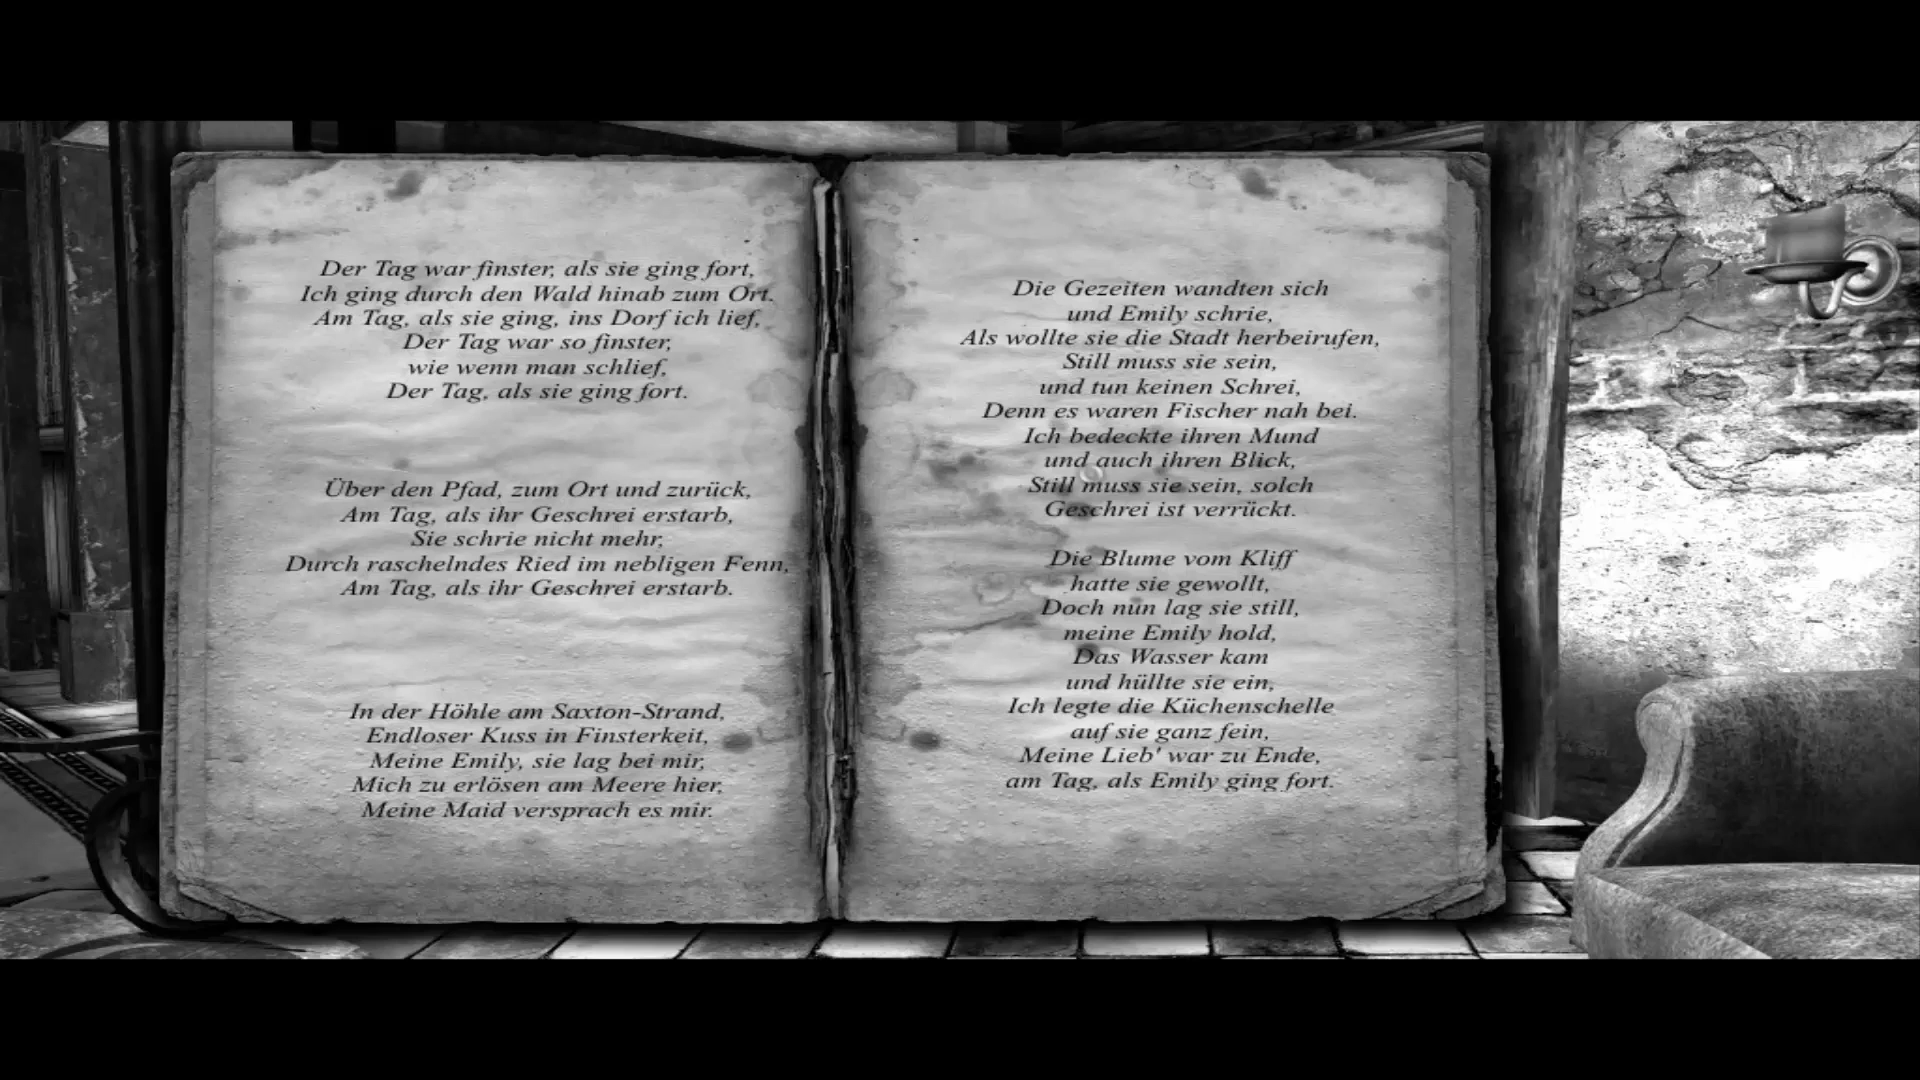 Der Tag war finster, als sie ging fort,
Ich ging durch den Wald hinab zum Ort.
Am Tag, als sie ging, ins Dorf ich lief,
Der Tag war so finster,
wie wenn man schlief,
Der Tag, als sie ging fort.
Über den Pfad, zum Ort und zurück,
Am Tag, als ihr Geschrei erstarb,
Sie schrie nicht mehr,
Durch raschelndes Ried im nebligen Fenn,
Am Tag, als ihr Geschrei erstarb.
In der Höhle am Saxton-Strand,
Endloser Kuss in Finsterkeit,
Meine Emily, sie lag bei mir,
Mich zu erlösen am Meere hier,
Meine Maid versprach es mir.
Die Gezeiten wandten sich
und Emily schrie,
Als wollte sie die Stadt herbeirufen,
Still muss sie sein,
und tun keinen Schrei,
Denn es waren Fischer nah bei.
Ich bedeckte ihren Mund
und auch ihren Blick,
Still muss sie sein, solch
Geschrei ist verrückt.
Die Blume vom Kliff
hatte sie gewollt,
Doch nun lag sie still,
meine Emily hold,
Das Wasser kam
und hüllte sie ein,
Ich legte die Küchenschelle
auf sie ganz fein,
Meine Lieb' war zu Ende,
am Tag, als Emily ging fort.